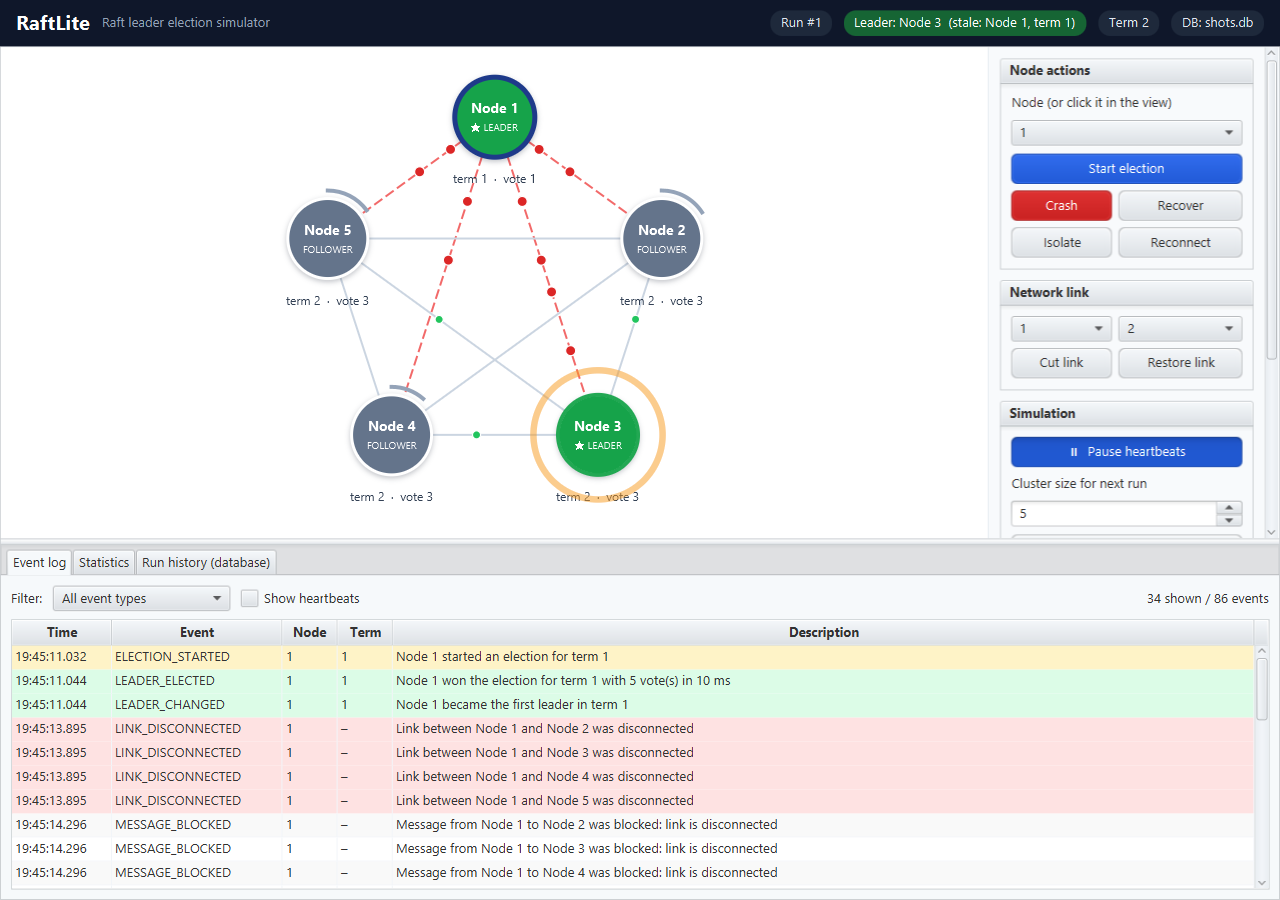 RaftLite Raft leader election simulator Run #1 Leader: Node 3 (stale: Node 1, term 1) Term 2 DB: shots.db
Node 1
★ LEADER
term 1 · vote 1
Node 5
FOLLOWER
term 2 · vote 3
Node 2
FOLLOWER
term 2 · vote 3
Node 4
FOLLOWER
term 2 · vote 3
Node 3
★ LEADER
term 2 · vote 3
Node actions
Node (or click it in the view)
1
Start election
Crash Recover
Isolate Reconnect
Network link
1 2
Cut link Restore link
Simulation
⏸ Pause heartbeats
Cluster size for next run
5
Event log Statistics Run history (database)
Filter: All event types Show heartbeats 34 shown / 86 events
Time Event Node Term Description
19:45:11.032 ELECTION_STARTED 1 1 Node 1 started an election for term 1
19:45:11.044 LEADER_ELECTED 1 1 Node 1 won the election for term 1 with 5 vote(s) in 10 ms
19:45:11.044 LEADER_CHANGED 1 1 Node 1 became the first leader in term 1
19:45:13.895 LINK_DISCONNECTED 1 – Link between Node 1 and Node 2 was disconnected
19:45:13.895 LINK_DISCONNECTED 1 – Link between Node 1 and Node 3 was disconnected
19:45:13.895 LINK_DISCONNECTED 1 – Link between Node 1 and Node 4 was disconnected
19:45:13.895 LINK_DISCONNECTED 1 – Link between Node 1 and Node 5 was disconnected
19:45:14.296 MESSAGE_BLOCKED 1 – Message from Node 1 to Node 2 was blocked: link is disconnected
19:45:14.296 MESSAGE_BLOCKED 1 – Message from Node 1 to Node 3 was blocked: link is disconnected
19:45:14.296 MESSAGE_BLOCKED 1 – Message from Node 1 to Node 4 was blocked: link is disconnected